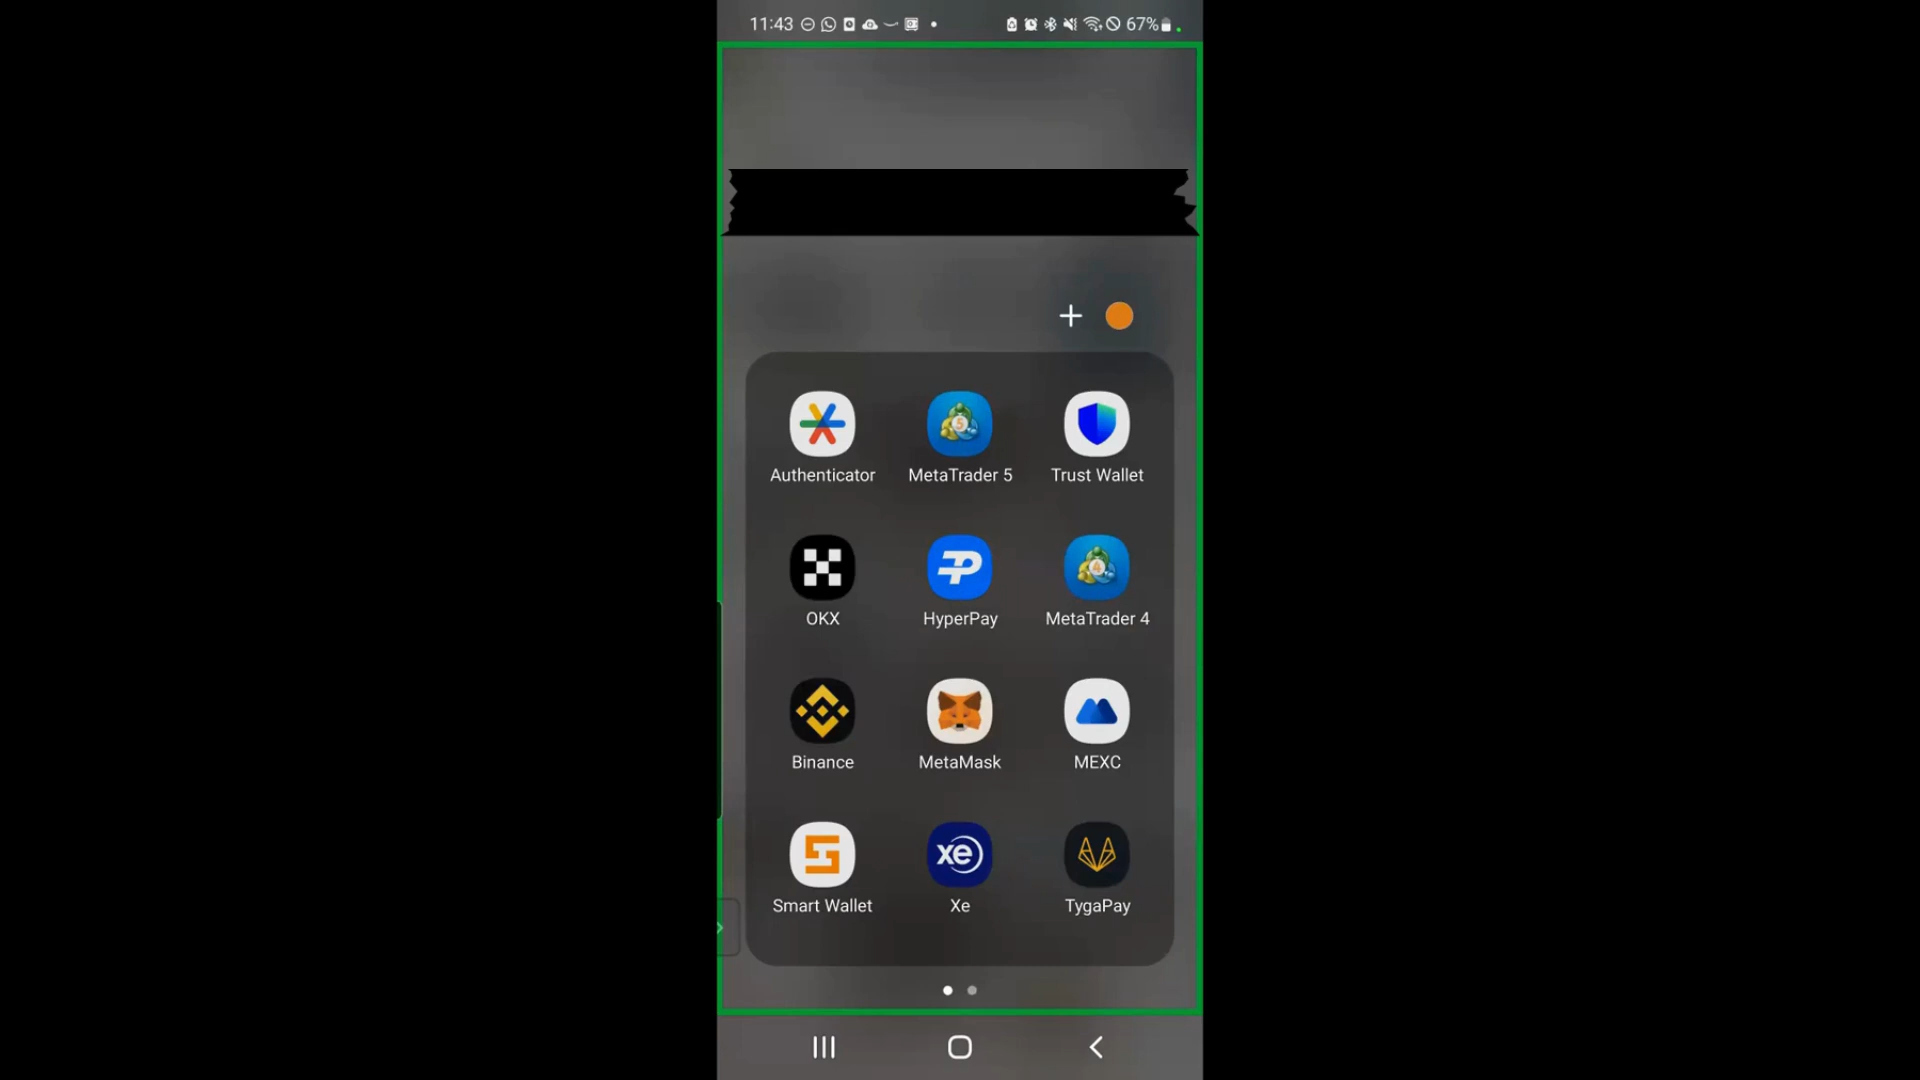 11:43 67%
Authenticator MetaTrader 5 Trust Wallet
OKX HyperPay MetaTrader 4
Binance MetaMask MEXC
xe
Smart Wallet Xe TygaPay